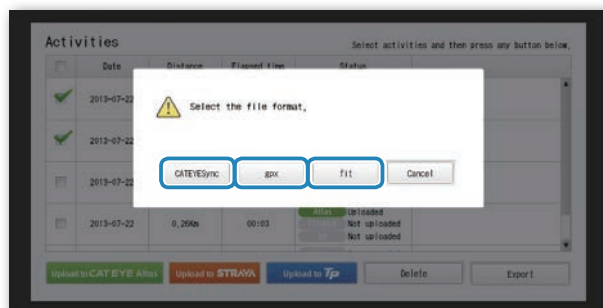 Activities
Select activities and then press any button below.
Date Distance Elapsed time Status
2013-07-22
Select the file format.
2013-07-22
CATEYESync gpx fit Cancel
2013-07-22
Atlas Uploaded
2013-07-22 0.26Km 00:03 Not uploaded
Not uploaded
Upload to CATEYE Atlas Upload to STRAVA Upload to Tp Delete Export